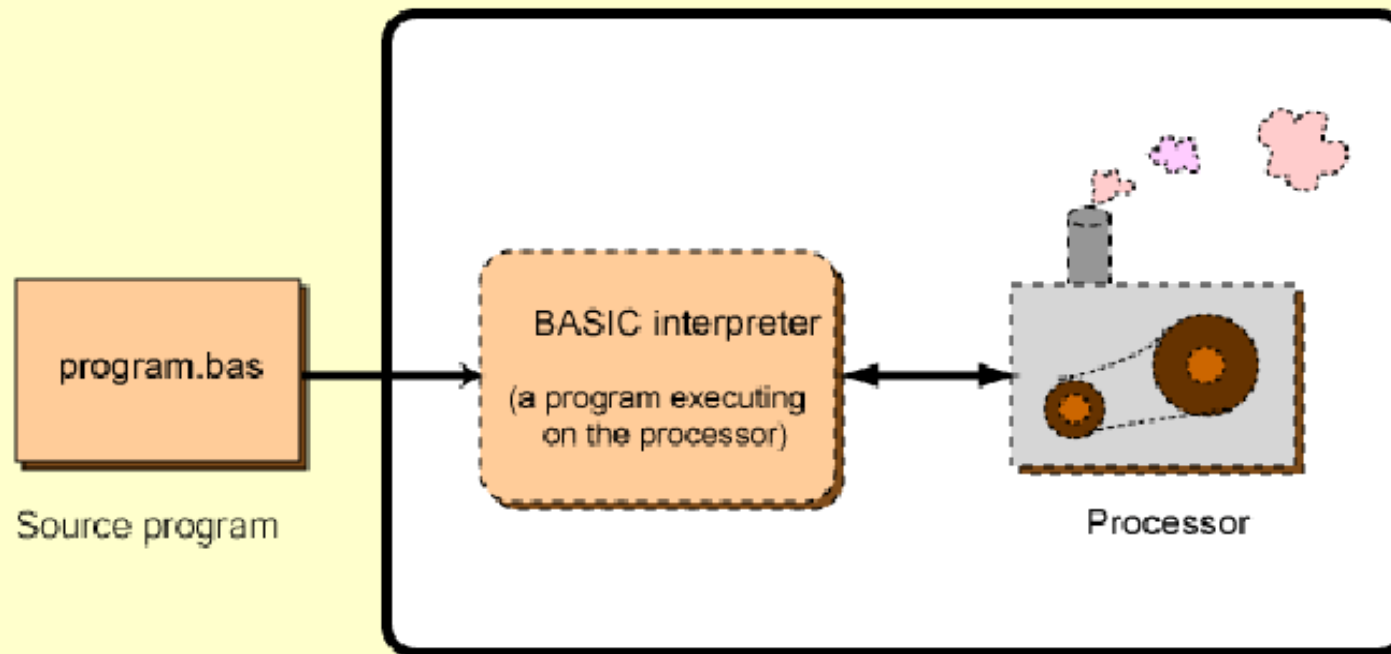 program.bas
Source program
BASIC interpreter
(a program executing
on the processor)
Processor